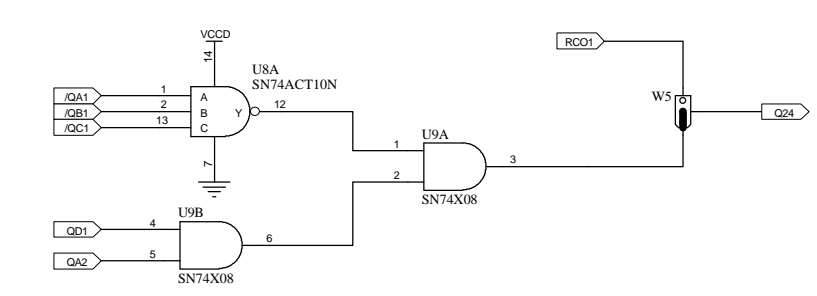 VCCD
14
U8A
SN74ACT10N
/QA1
1
A
/QB1
2
B
Y
12
/QC1
13
C
7
QD1
4
QA2
5
U9B
6
SN74X08
1
2
U9A
3
SN74X08
RCO1
W5
Q24